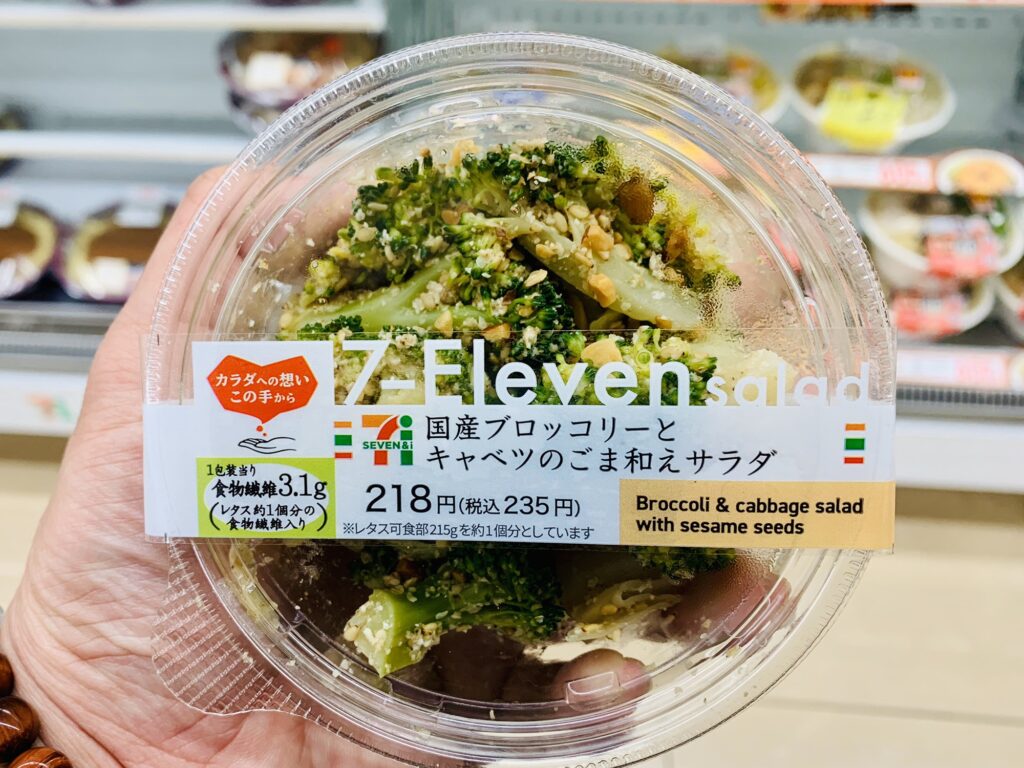 7-Eleven salad
カラダへの想い
この手から
SEVEN&i
国産ブロッコリーと
キャベツのごま和えサラダ
1包装当り
食物繊維3.1g
(レタス約1個分の
食物繊維入り)
218円(税込235円)
※レタス可食部215gを約1個分としています
Broccoli & cabbage salad
with sesame seeds